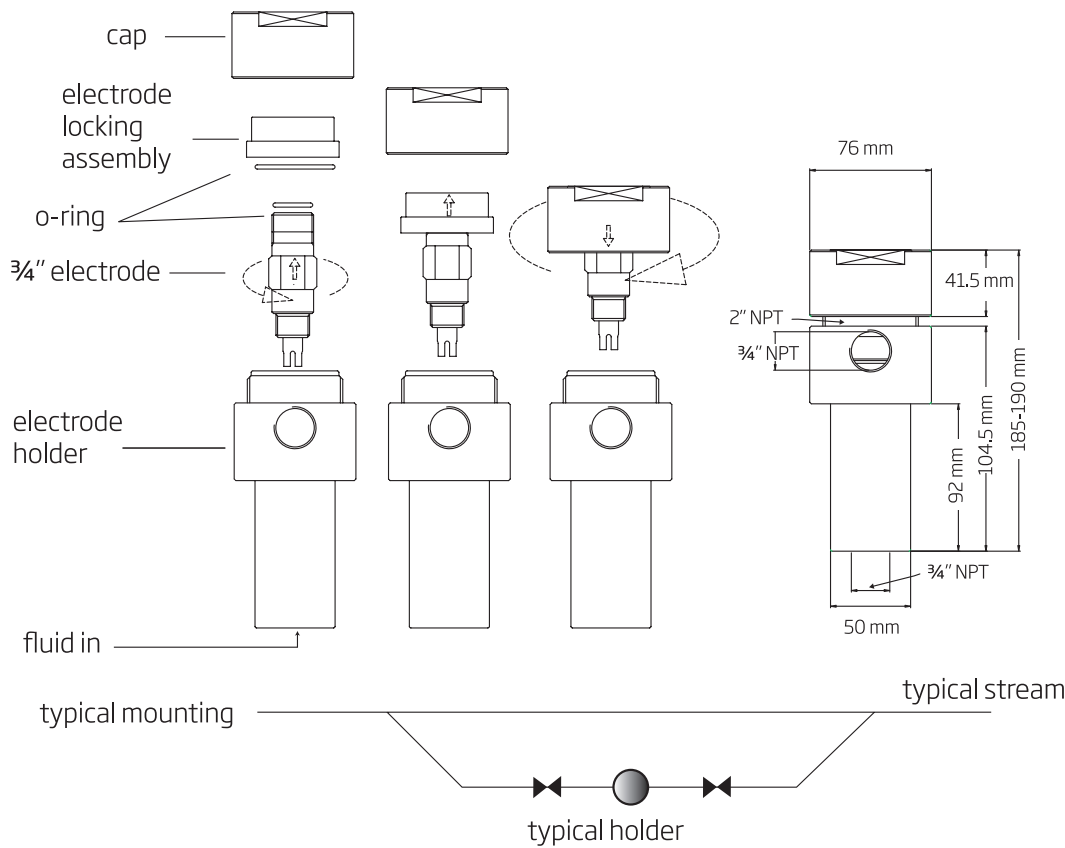 cap
electrode
locking
assembly
o-ring
¾” electrode
electrode
holder
fluid in
76 mm
41.5 mm
2” NPT
¾” NPT
92 mm
104.5 mm
185-190 mm
¾” NPT
50 mm
typical mounting
typical stream
typical holder